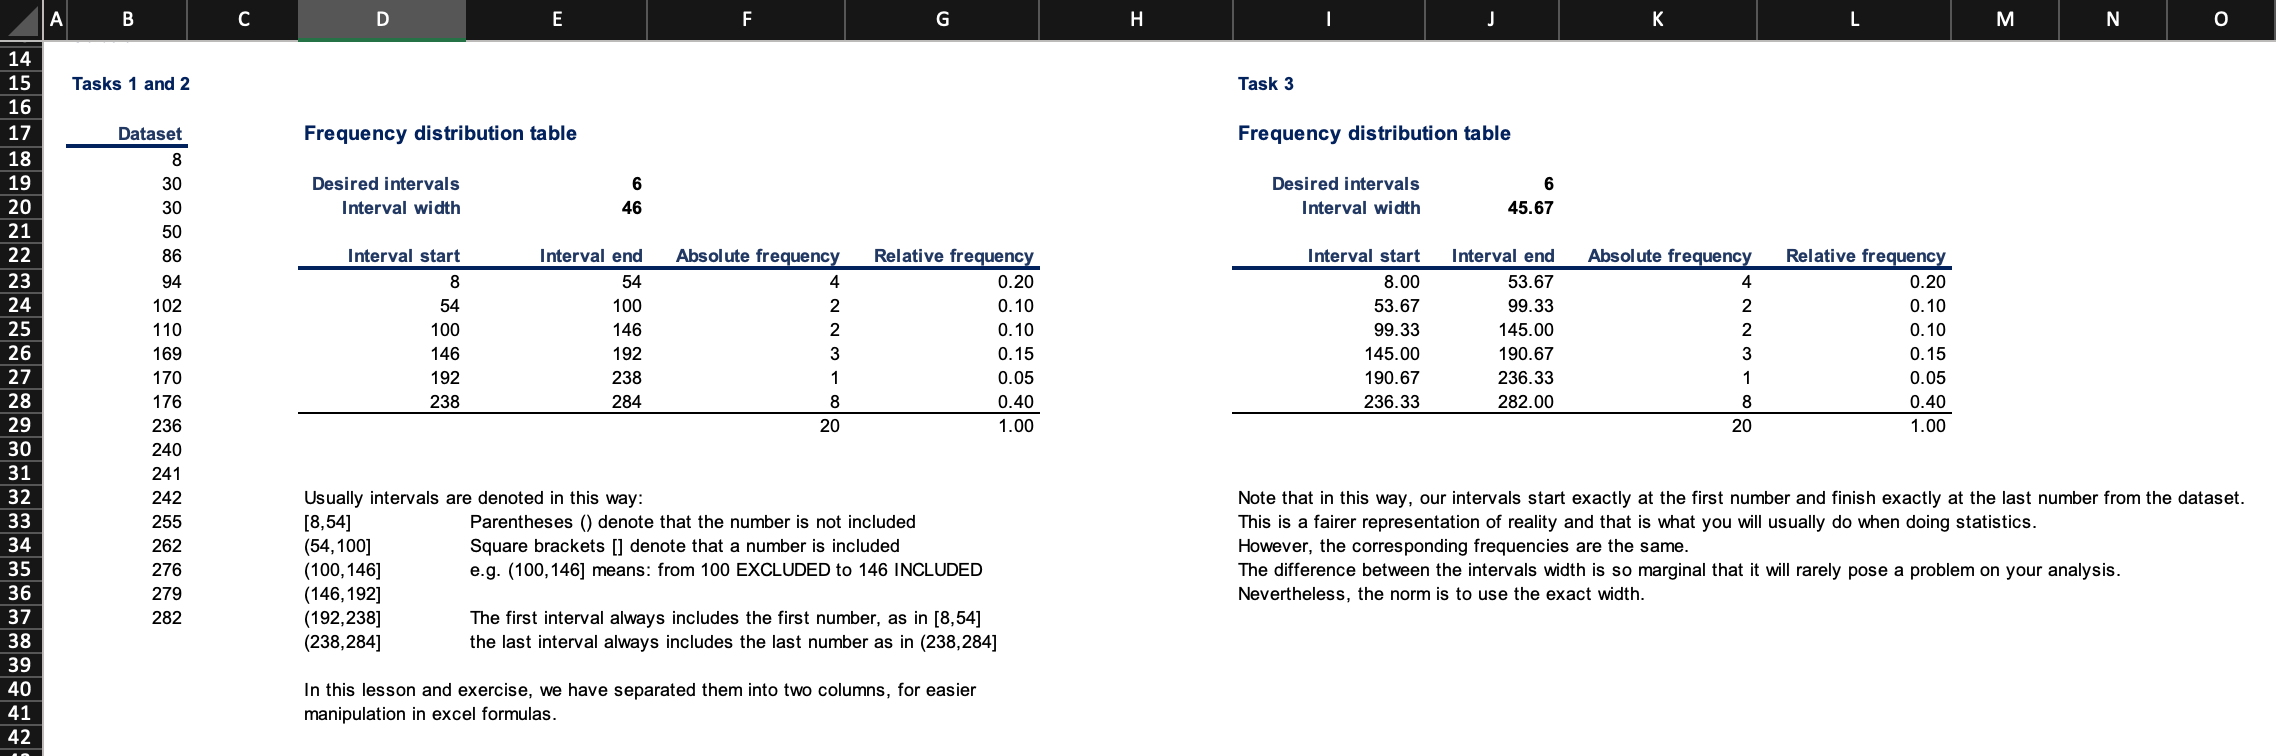 A B C D E F G H I J K L M N O
14
15 Tasks 1 and 2 Task 3
16
17 Dataset Frequency distribution table Frequency distribution table
18 8
19 30 Desired intervals 6 Desired intervals 6
20 30 Interval width 46 Interval width 45.67
21 50
22 86 Interval start Interval end Absolute frequency Relative frequency Interval start Interval end Absolute frequency Relative frequency
23 94 8 54 4 0.20 8.00 53.67 4 0.20
24 102 54 100 2 0.10 53.67 99.33 2 0.10
25 110 100 146 2 0.10 99.33 145.00 2 0.10
26 169 146 192 3 0.15 145.00 190.67 3 0.15
27 170 192 238 1 0.05 190.67 236.33 1 0.05
28 176 238 284 8 0.40 236.33 282.00 8 0.40
29 236 20 1.00 20 1.00
30 240
31 241
32 242 Usually intervals are denoted in this way: Note that in this way, our intervals start exactly at the first number and finish exactly at the last number from the dataset.
33 255 [8,54] Parentheses () denote that the number is not included This is a fairer representation of reality and that is what you will usually do when doing statistics.
34 262 (54,100] Square brackets [] denote that a number is included However, the corresponding frequencies are the same.
35 276 (100,146] e.g. (100,146] means: from 100 EXCLUDED to 146 INCLUDED The difference between the intervals width is so marginal that it will rarely pose a problem on your analysis.
36 279 (146,192] Nevertheless, the norm is to use the exact width.
37 282 (192,238] The first interval always includes the first number, as in [8,54]
38 (238,284] the last interval always includes the last number as in (238,284]
39
40 In this lesson and exercise, we have separated them into two columns, for easier
41 manipulation in excel formulas.
42